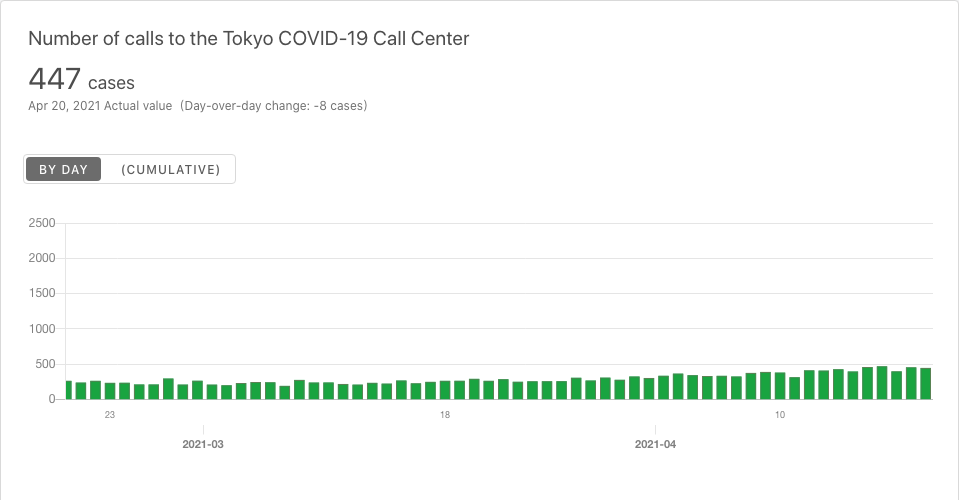 Number of calls to the Tokyo COVID-19 Call Center
447 cases
Apr 20, 2021 Actual value (Day-over-day change: -8 cases)
BY DAY (CUMULATIVE)
2500
2000
1500
1000
500
0
23 18 10
2021-03 2021-04